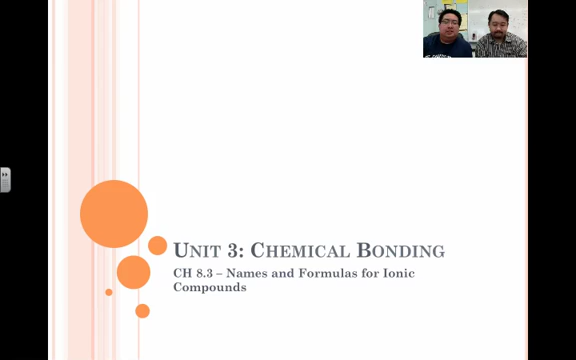 UNIT 3: CHEMICAL BONDING
CH 8.3 – Names and Formulas for Ionic
Compounds